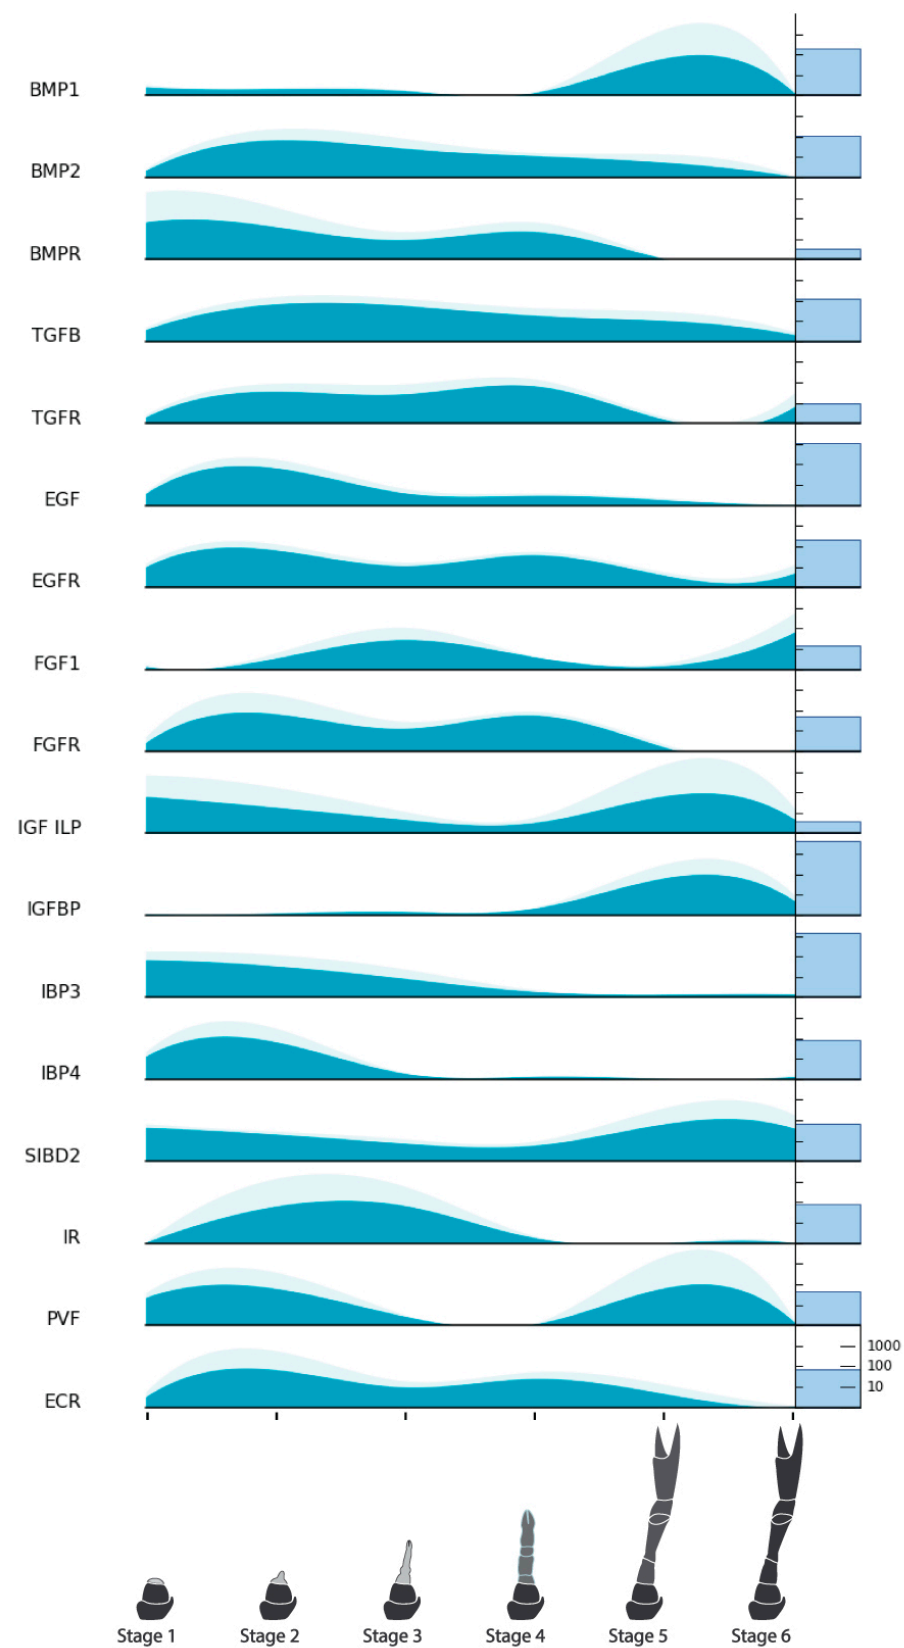 BMP1
BMP2
BMPR
TGFB
TGFR
EGF
EGFR
FGF1
FGFR
IGF ILP
IGFBP
IBP3
IBP4
SIBD2
IR
PVF
1000
100
10
ECR
Stage 1 Stage 2 Stage 3 Stage 4 Stage 5 Stage 6